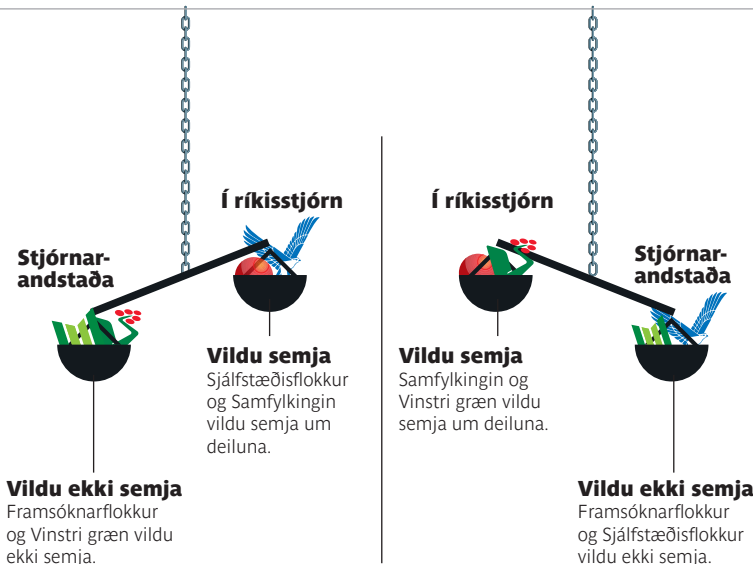 Í ríkisstjórn
Stjórnar-
andstaða
Vildu semja
Sjálfstæðisflokkur
og Samfylkingin
vildu semja um
deiluna.
Vildu ekki semja
Framsóknarflokkur
og Vinstri græn vildu
ekki semja.
Í ríkisstjórn
Stjórnar-
andstaða
Vildu semja
Samfylkingin og
Vinstri græn vildu
semja um deiluna.
Vildu ekki semja
Framsóknarflokkur
og Sjálfstæðisflokkur
vildu ekki semja.